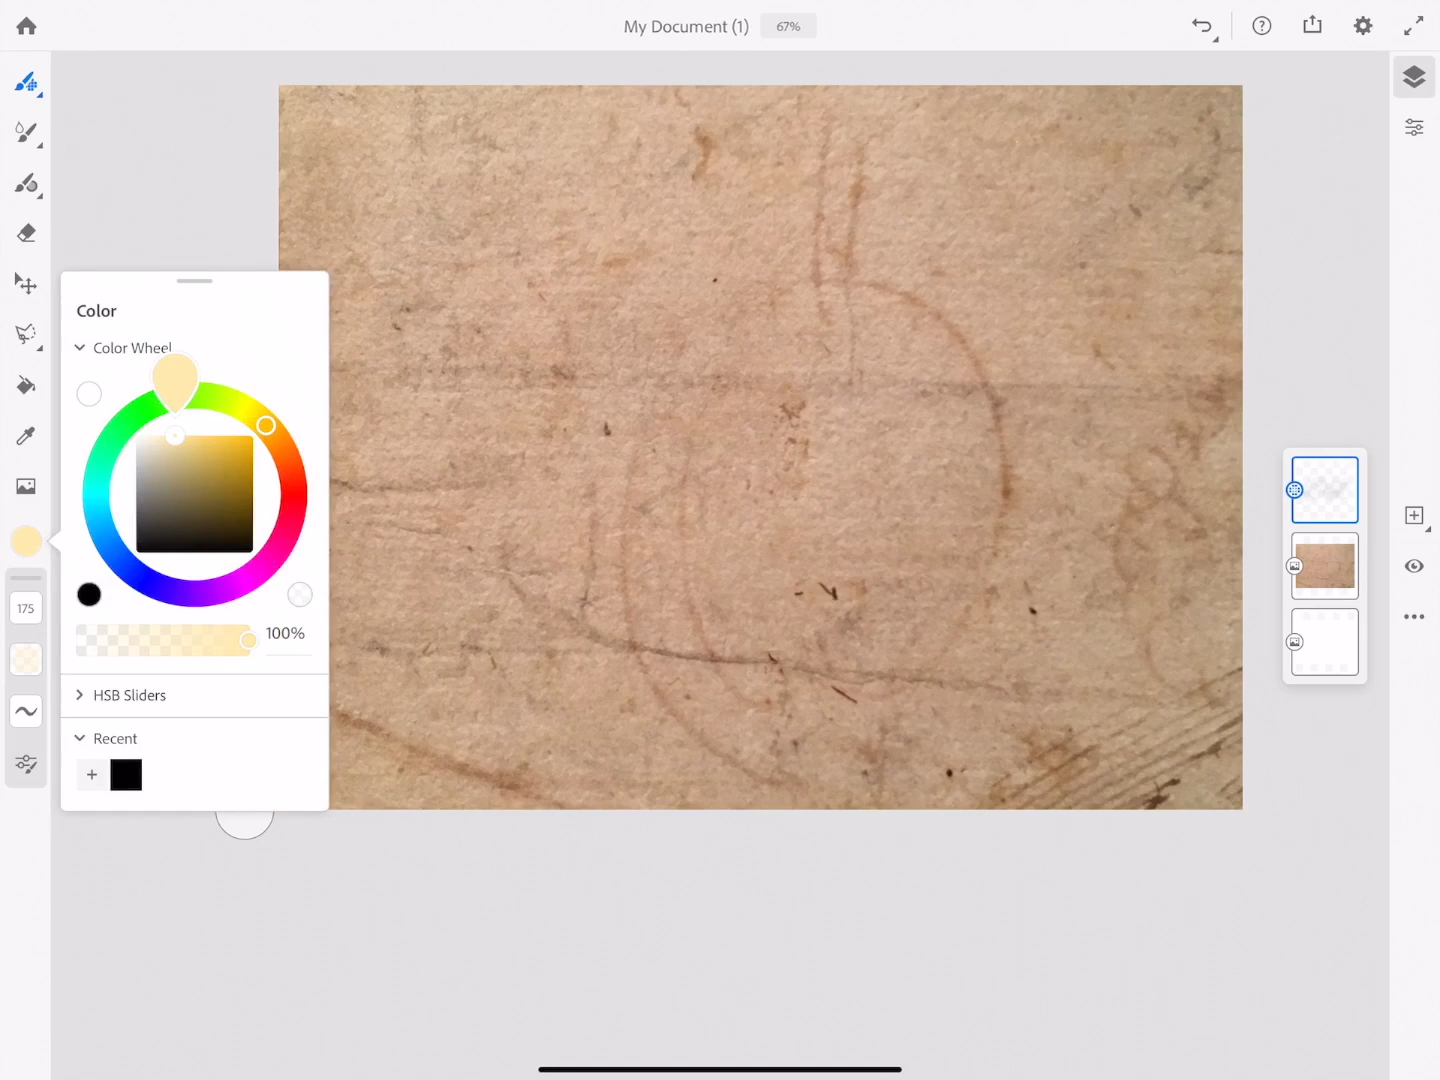 My Document (1) 67%
Color
Color Wheel
175
100%
HSB Sliders
Recent